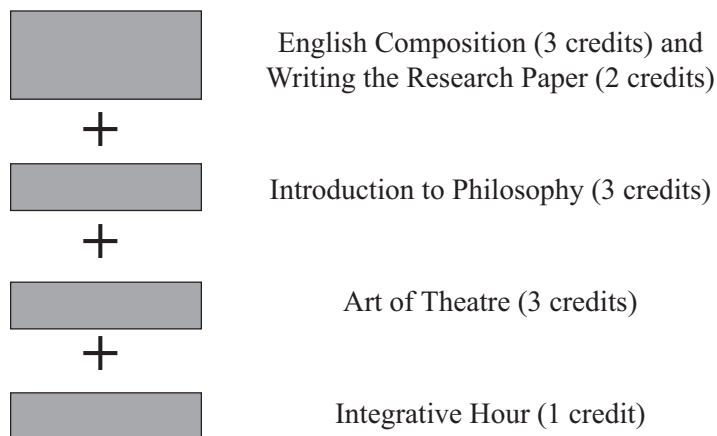 English Composition (3 credits) and
Writing the Research Paper (2 credits)
+
Introduction to Philosophy (3 credits)
+
Art of Theatre (3 credits)
+
Integrative Hour (1 credit)